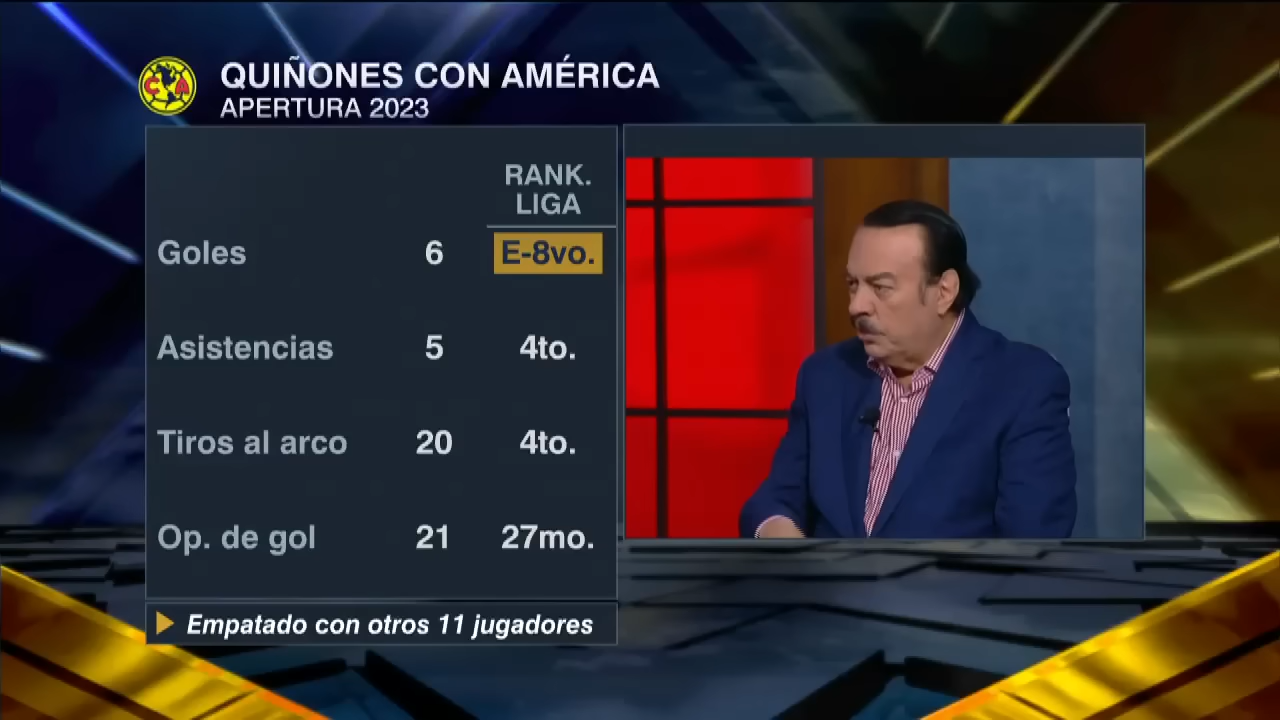 QUIÑONES CON AMÉRICA
APERTURA 2023
RANK.
LIGA
Goles 6 E-8vo.
Asistencias 5 4to.
Tiros al arco 20 4to.
Op. de gol 21 27mo.
Empatado con otros 11 jugadores
CA